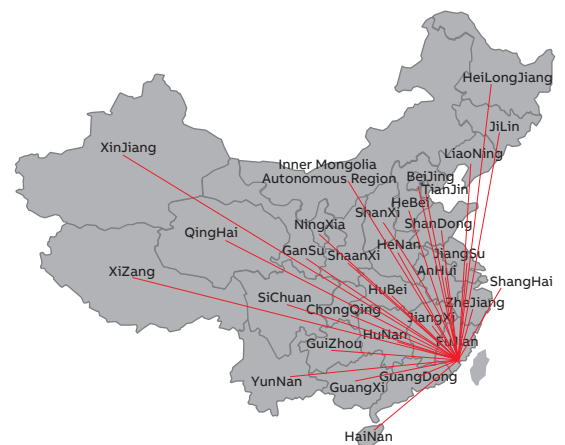 HeiLongJiang
JiLin
XinJiang
LiaoNing
Inner Mongolia
Autonomous Region
BeiJing
TianJin
HeBei
ShanXi
NingXia
ShanDong
QingHai
HeNan
GanSu
ShaanXi
JiangSu
XiZang
AnHui
ShangHai
HuBei
SiChuan
ZheJiang
ChongQing
JiangXi
HuNan
GuiZhou
FuJian
YunNan
GuangDong
GuangXi
HaiNan